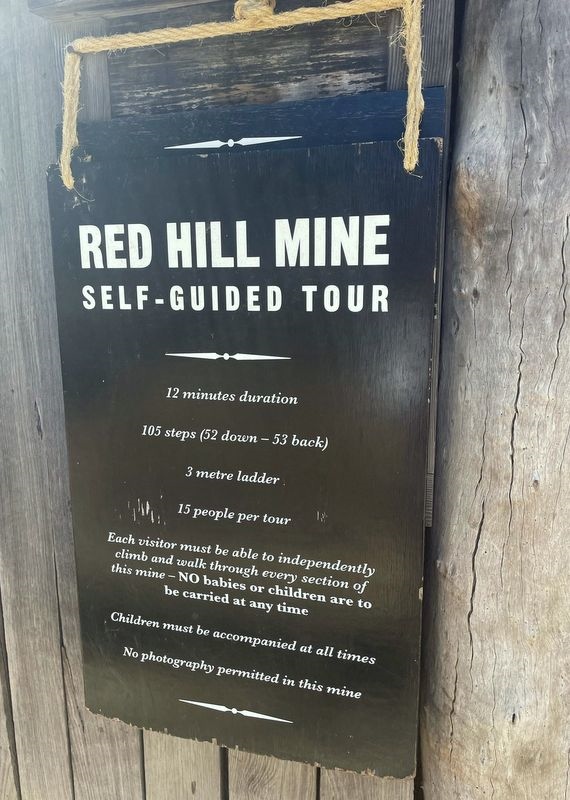 RED HILL MINE
SELF-GUIDED TOUR
12 minutes duration
105 steps (52 down – 53 back)
3 metre ladder
15 people per tour
Each visitor must be able to independently
climb and walk through every section of
this mine – NO babies or children are to
be carried at any time
Children must be accompanied at all times
No photography permitted in this mine